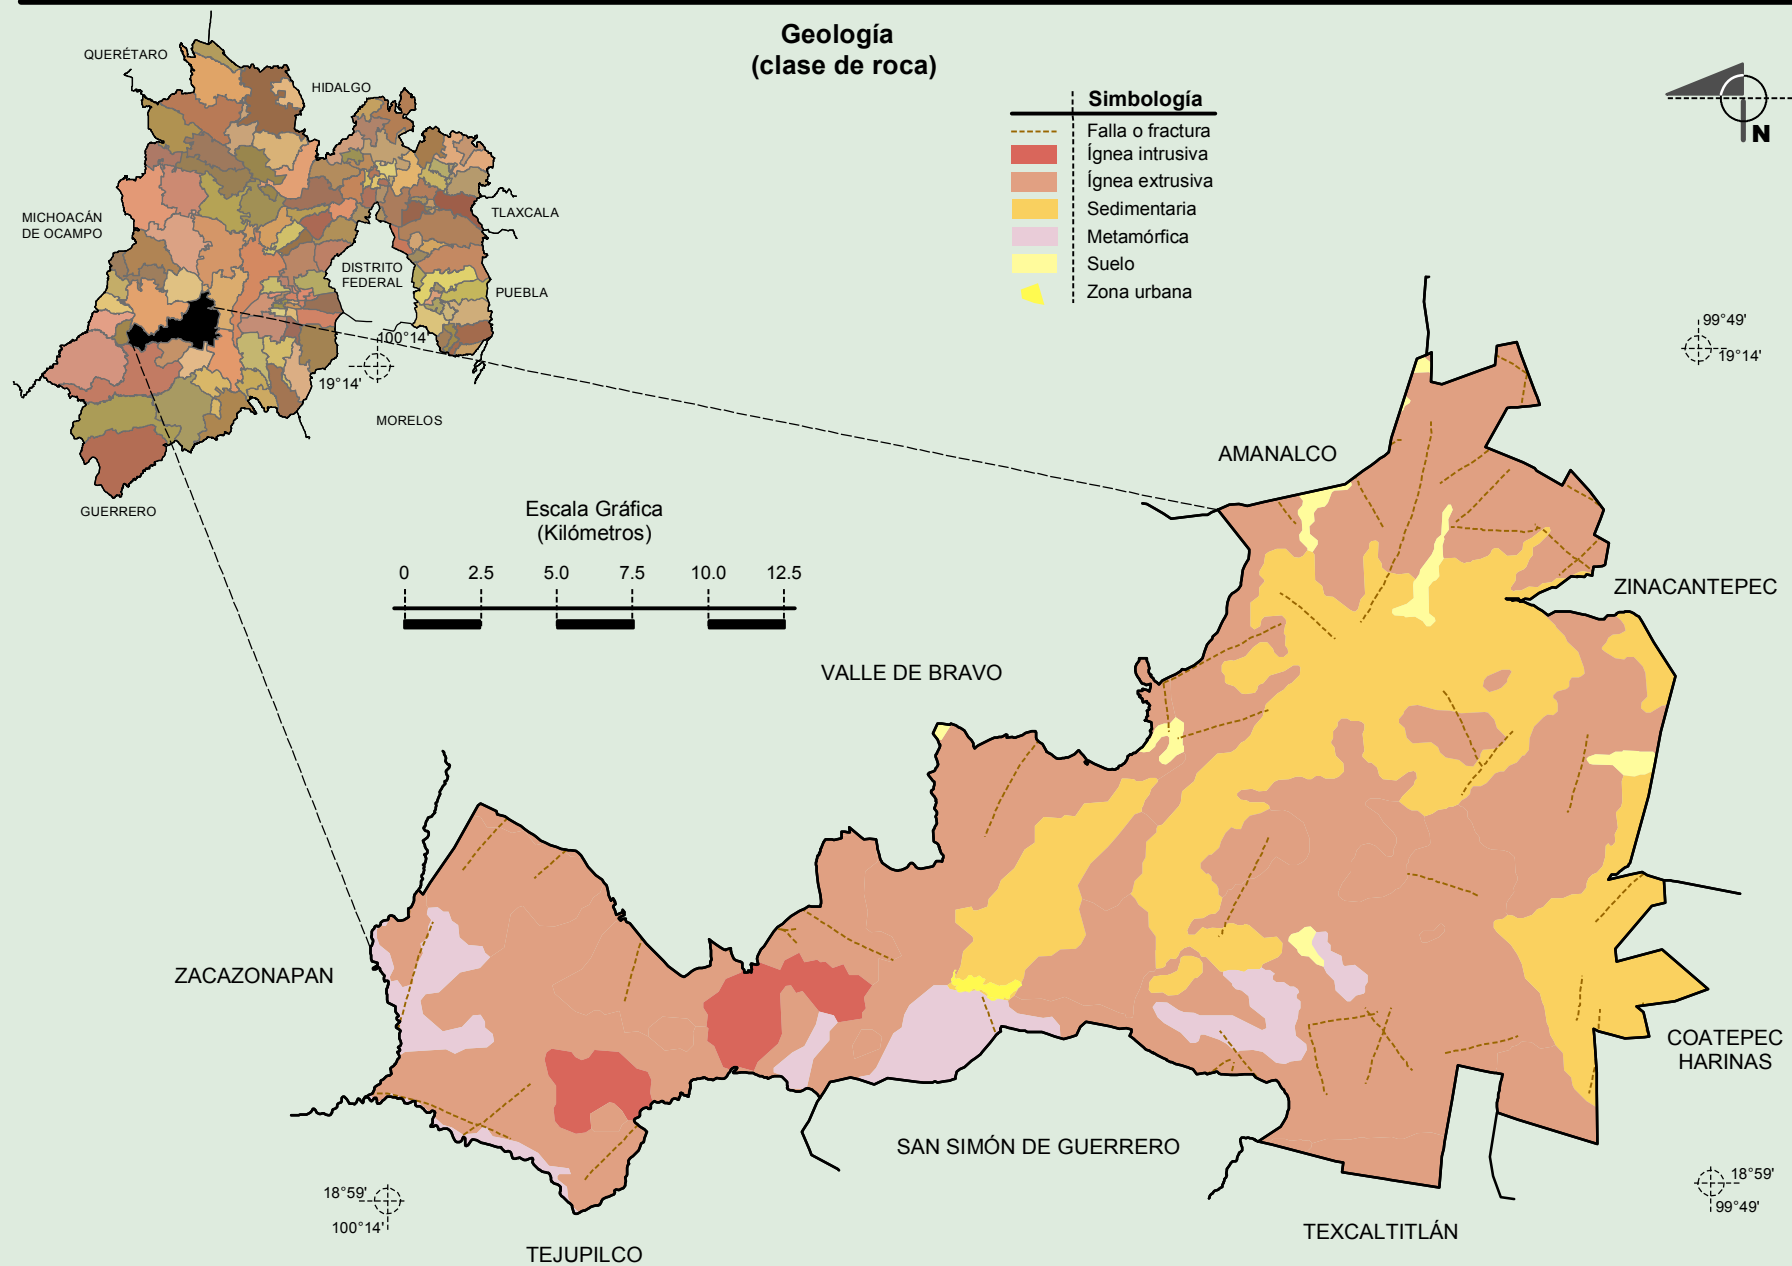 Geología
(clase de roca)
QUERÉTARO
HIDALGO
MICHOACÁN
DE OCAMPO
TLAXCALA
DISTRITO
FEDERAL
PUEBLA
100°14'
19°14'
MORELOS
GUERRERO
Simbología
Falla o fractura
Ígnea intrusiva
Ígnea extrusiva
Sedimentaria
Metamórfica
Suelo
Zona urbana
N
99°49'
19°14'
Escala Gráfica
(Kilómetros)
0 2.5 5.0 7.5 10.0 12.5
AMANALCO
ZINACANTEPEC
VALLE DE BRAVO
ZACAZONAPAN
COATEPEC
HARINAS
SAN SIMÓN DE GUERRERO
18°59'
100°14'
18°59'
99°49'
TEXCALTITLÁN
TEJUPILCO